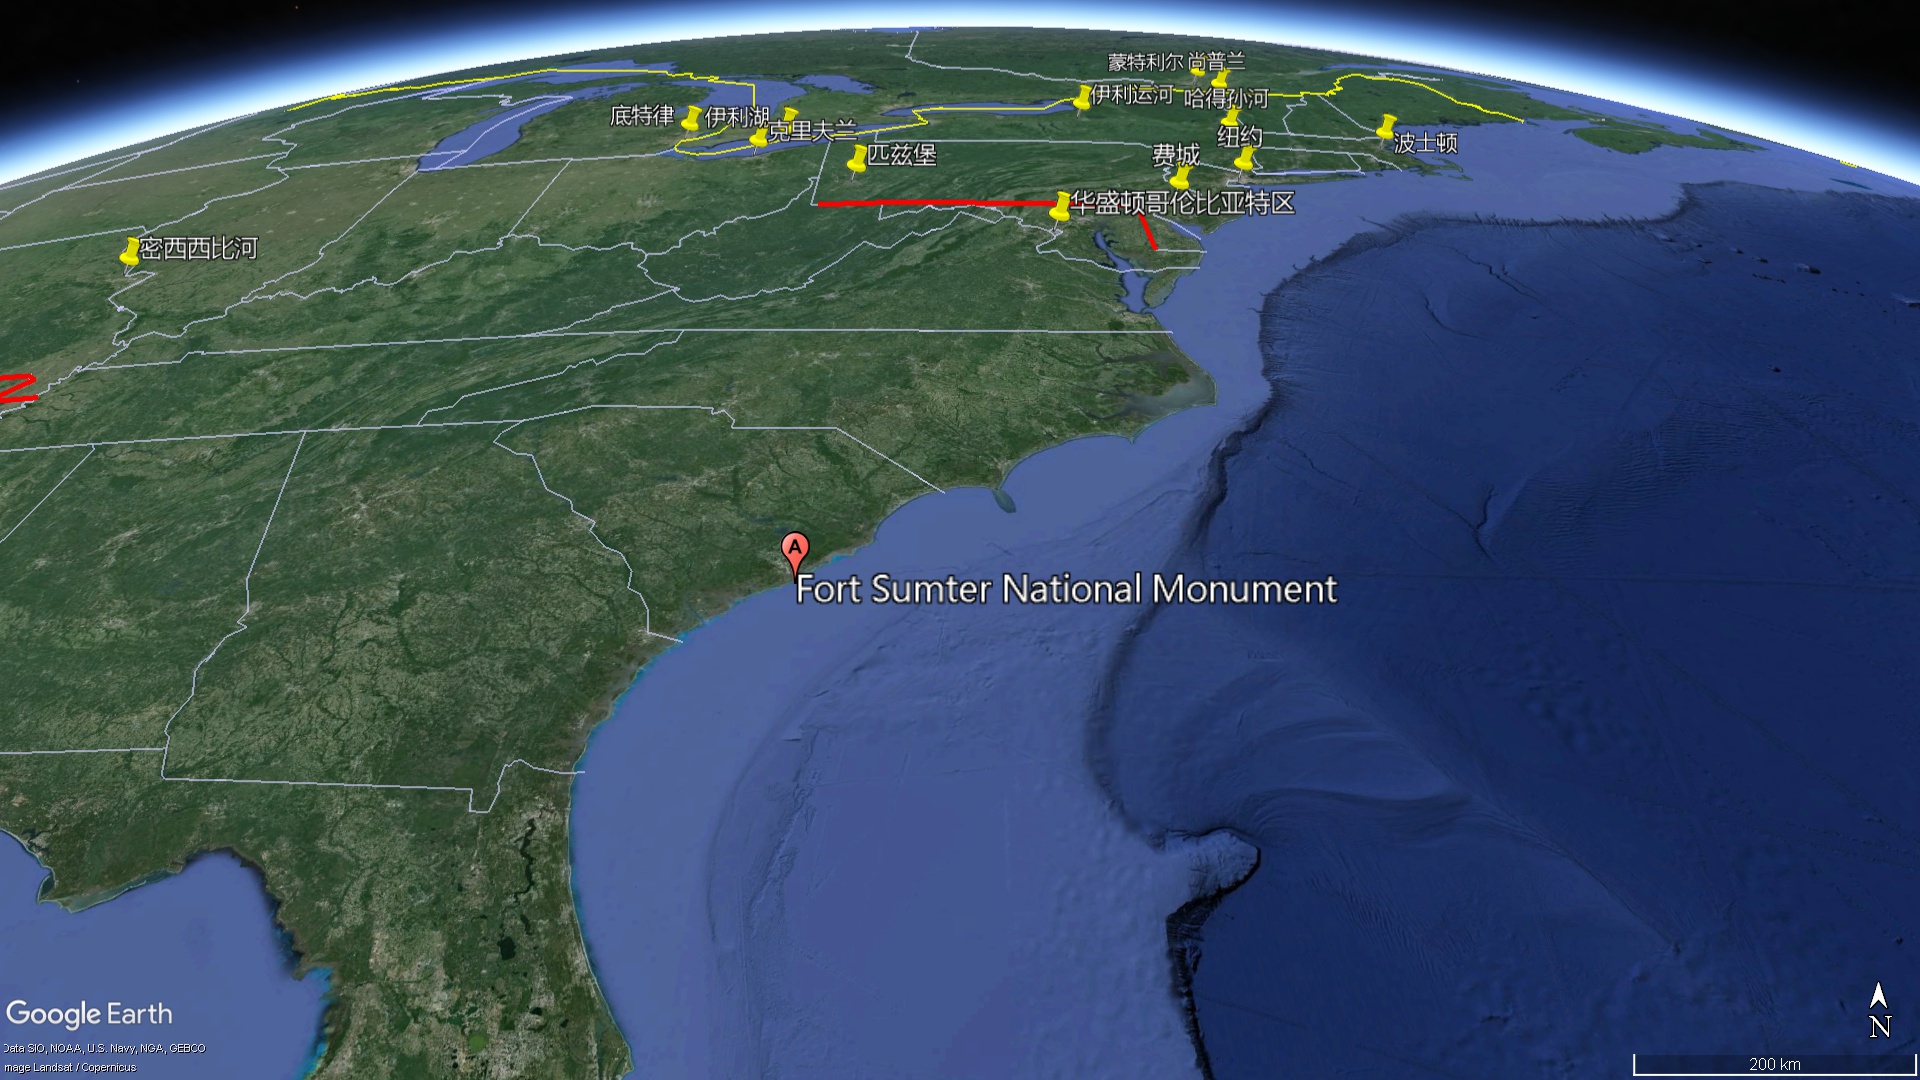 蒙特利尔 尚普兰
伊利运河 哈得孙河
底特律 伊利湖
克里夫兰
纽约
波士顿
匹兹堡
费城
华盛顿哥伦比亚特区
密西西比河
A
Fort Sumter National Monument
Google Earth
Data SIO, NOAA, U.S. Navy, NGA, GEBCO
mage Landsat / Copernicus
N
200 km